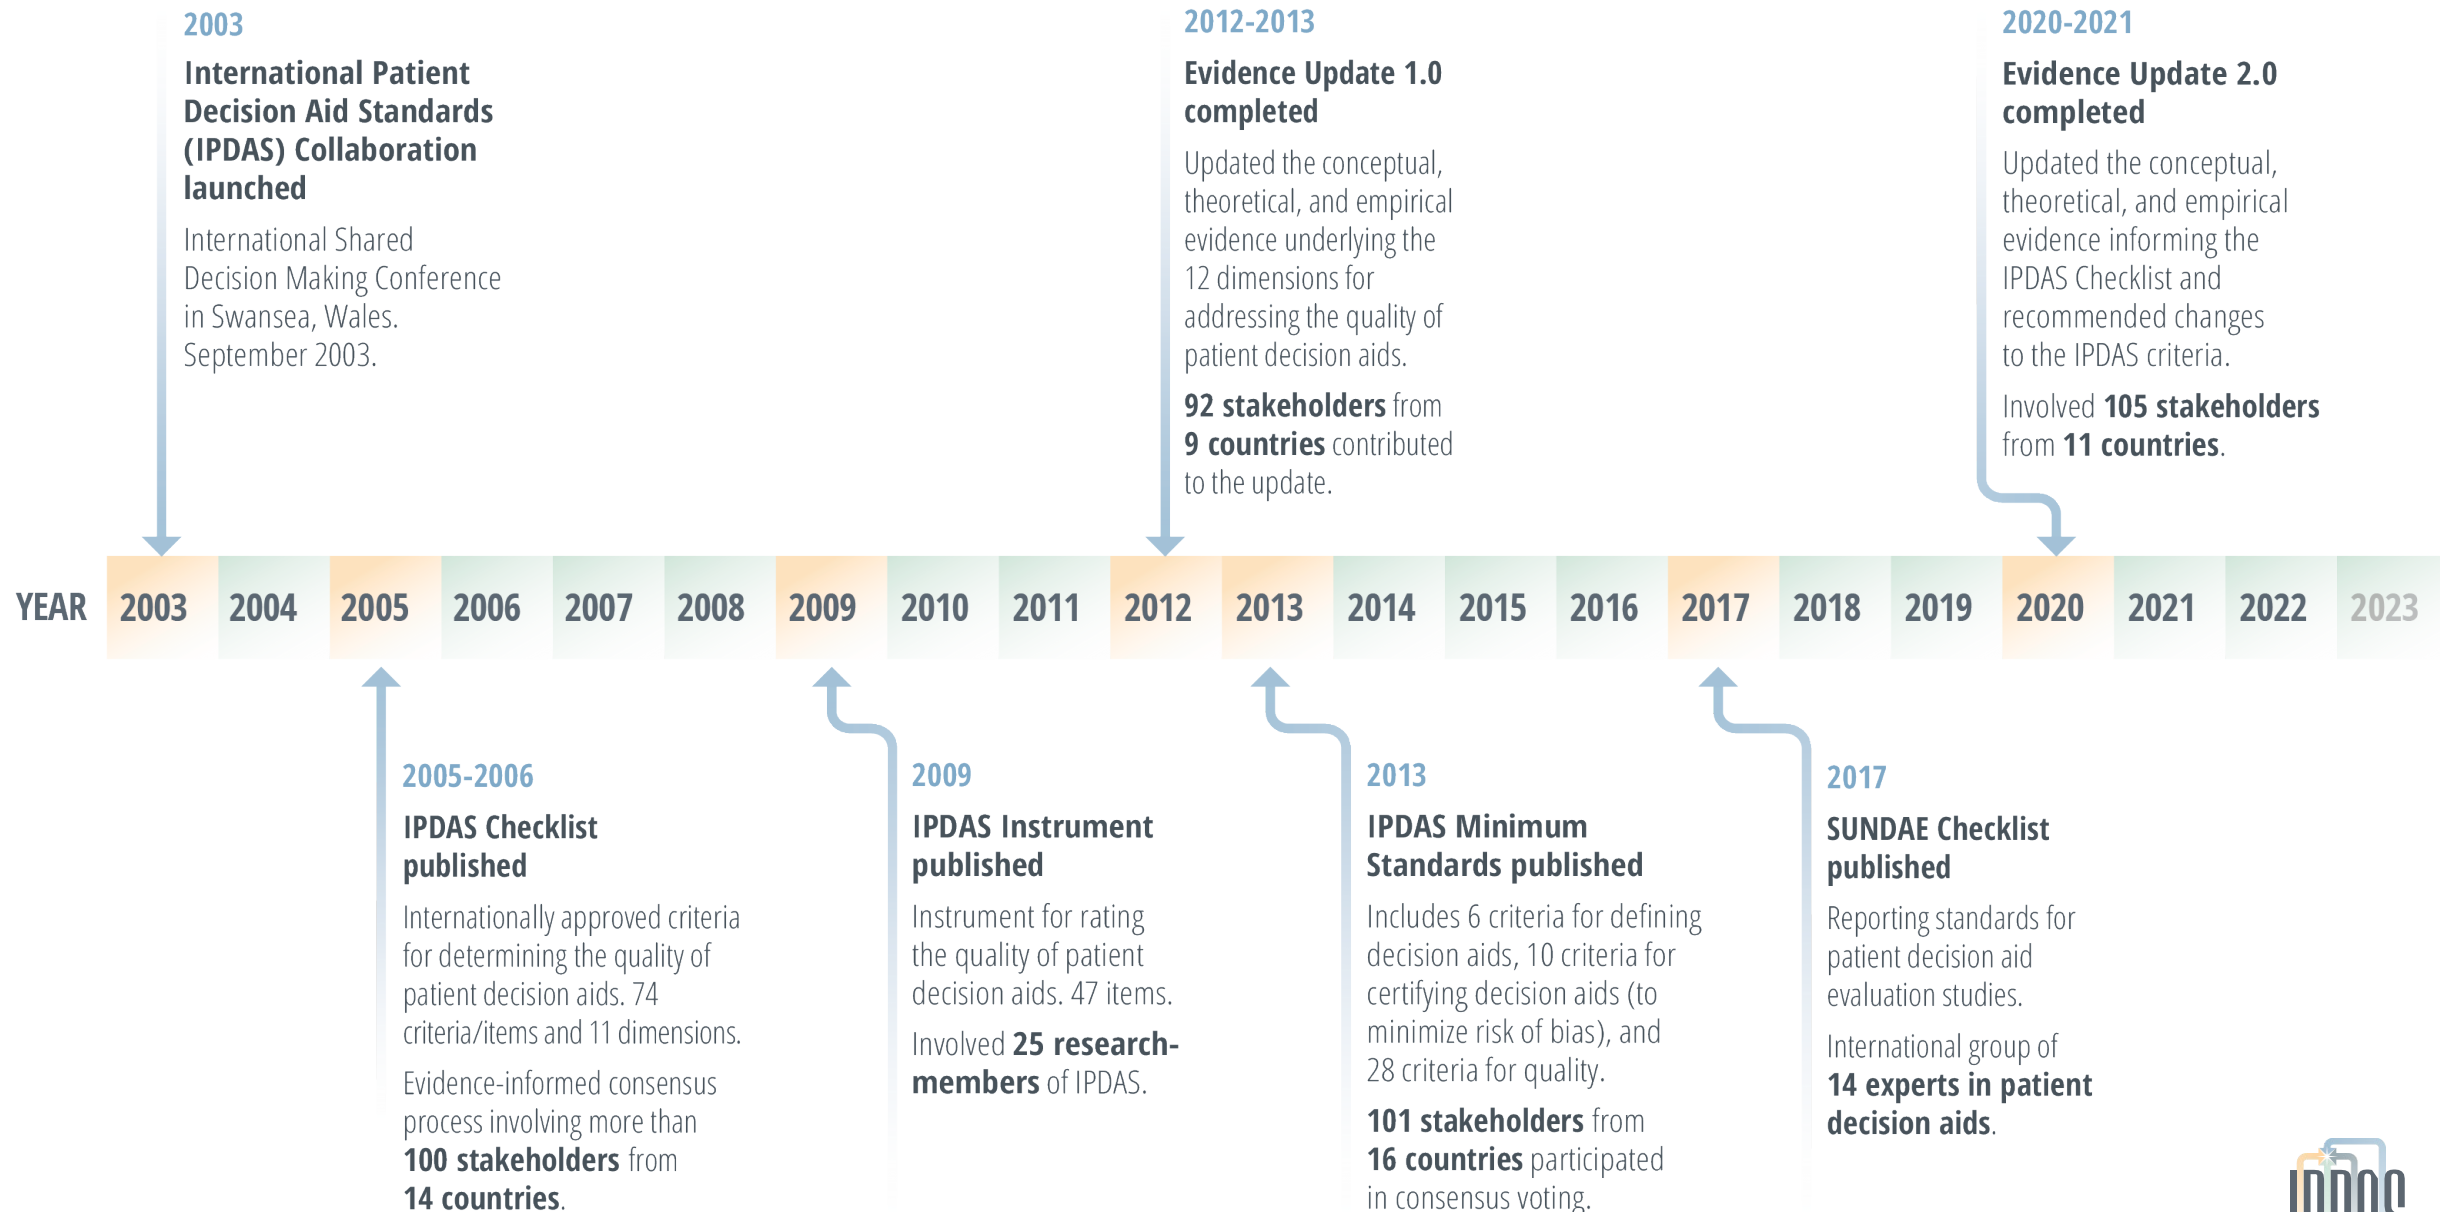 2003
International Patient
Decision Aid Standards
(IPDAS) Collaboration
launched
International Shared
Decision Making Conference
in Swansea, Wales.
September 2003.
2012-2013
Evidence Update 1.0
completed
Updated the conceptual,
theoretical, and empirical
evidence underlying the
12 dimensions for
addressing the quality of
patient decision aids.
92 stakeholders from
9 countries contributed
to the update.
2020-2021
Evidence Update 2.0
completed
Updated the conceptual,
theoretical, and empirical
evidence informing the
IPDAS Checklist and
recommended changes
to the IPDAS criteria.
Involved 105 stakeholders
from 11 countries.
YEAR 2003 2004 2005 2006 2007 2008 2009 2010 2011 2012 2013 2014 2015 2016 2017 2018 2019 2020 2021 2022 2023
2005-2006
IPDAS Checklist
published
Internationally approved criteria
for determining the quality of
patient decision aids. 74
criteria/items and 11 dimensions.
Evidence-informed consensus
process involving more than
100 stakeholders from
14 countries.
2009
IPDAS Instrument
published
Instrument for rating
the quality of patient
decision aids. 47 items.
Involved 25 research-
members of IPDAS.
2013
IPDAS Minimum
Standards published
Includes 6 criteria for defining
decision aids, 10 criteria for
certifying decision aids (to
minimize risk of bias), and
28 criteria for quality.
101 stakeholders from
16 countries participated
in consensus voting.
2017
SUNDAE Checklist
published
Reporting standards for
patient decision aid
evaluation studies.
International group of
14 experts in patient
decision aids.